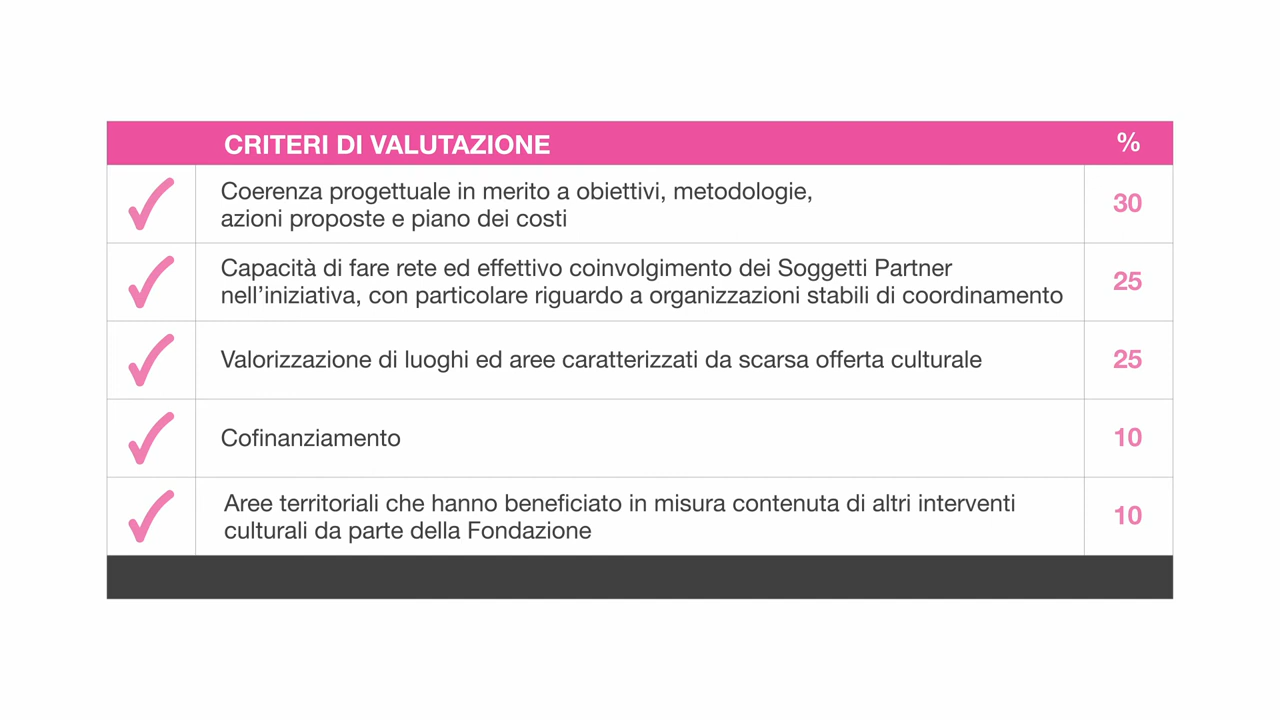 CRITERI DI VALUTAZIONE %
Coerenza progettuale in merito a obiettivi, metodologie,
azioni proposte e piano dei costi
30
Capacità di fare rete ed effettivo coinvolgimento dei Soggetti Partner
nell’iniziativa, con particolare riguardo a organizzazioni stabili di coordinamento
25
Valorizzazione di luoghi ed aree caratterizzati da scarsa offerta culturale
25
Cofinanziamento
10
Aree territoriali che hanno beneficiato in misura contenuta di altri interventi
culturali da parte della Fondazione
10